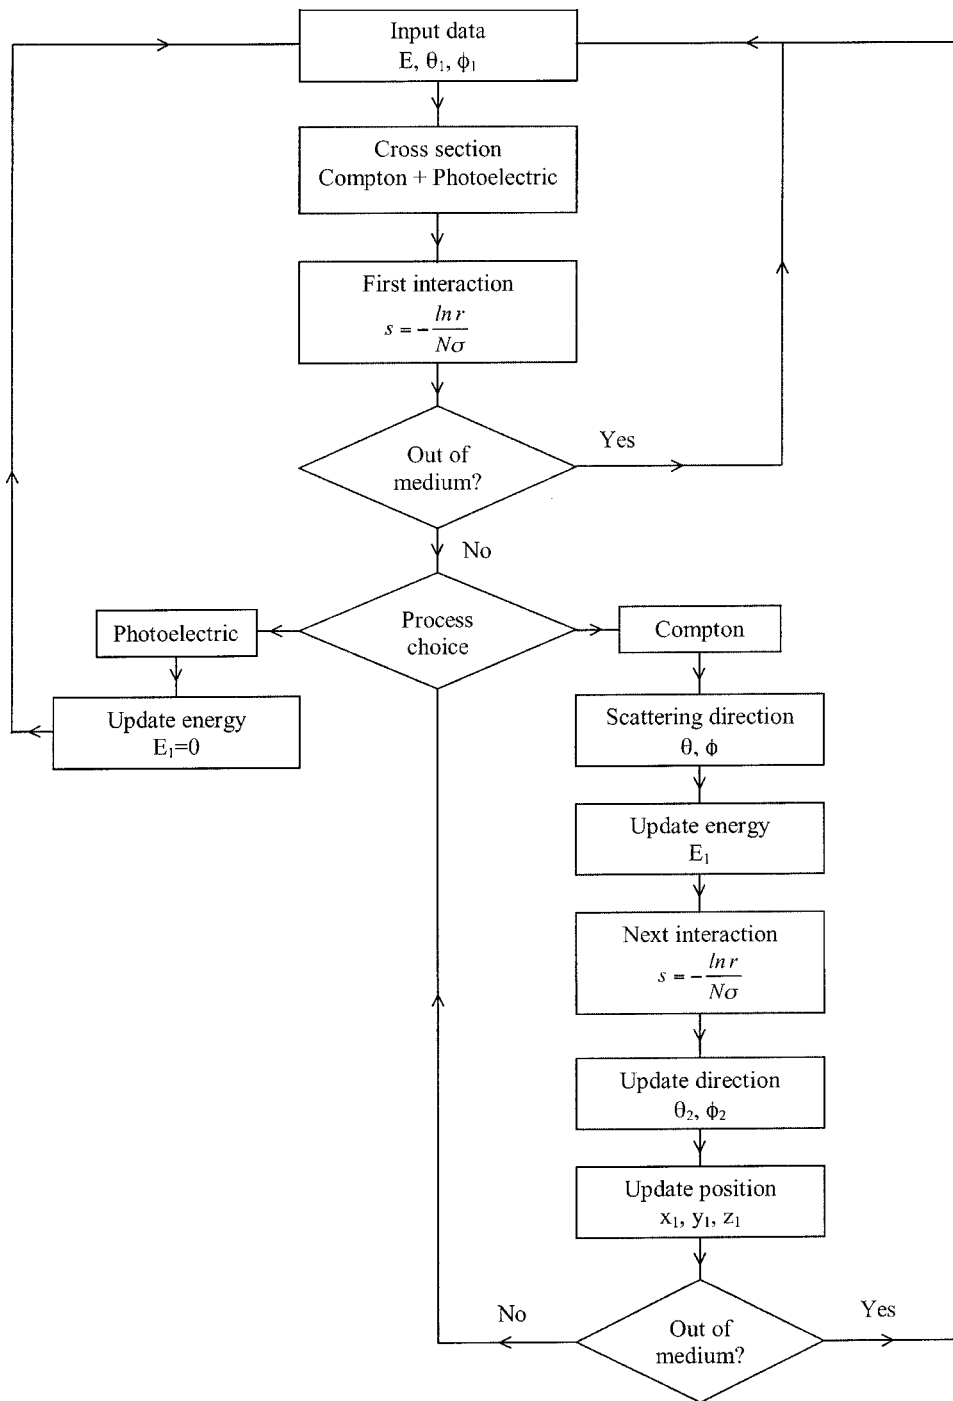 Input data
E, θ₁, ϕ₁
Cross section
Compton + Photoelectric
First interaction
s = − ln r / Nσ
Out of
medium?
Yes
No
Process
choice
Photoelectric
Update energy
E₁=0
Compton
Scattering direction
θ, ϕ
Update energy
E₁
Next interaction
s = − ln r / Nσ
Update direction
θ₂, ϕ₂
Update position
x₁, y₁, z₁
Out of
medium?
No
Yes